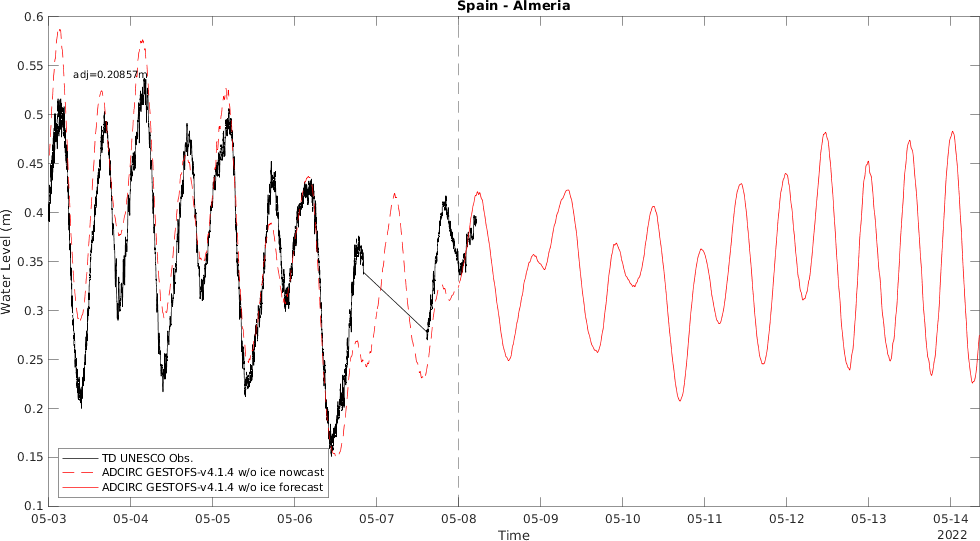 Spain - Almeria
0.6
0.55
0.5
0.45
0.4
0.35
0.3
0.25
0.2
0.15
0.1
Water Level (m)
adj=0.20857m
TD UNESCO Obs.
ADCIRC GESTOFS-v4.1.4 w/o ice nowcast
ADCIRC GESTOFS-v4.1.4 w/o ice forecast
05-03 05-04 05-05 05-06 05-07 05-08 05-09 05-10 05-11 05-12 05-13 05-14
Time 2022